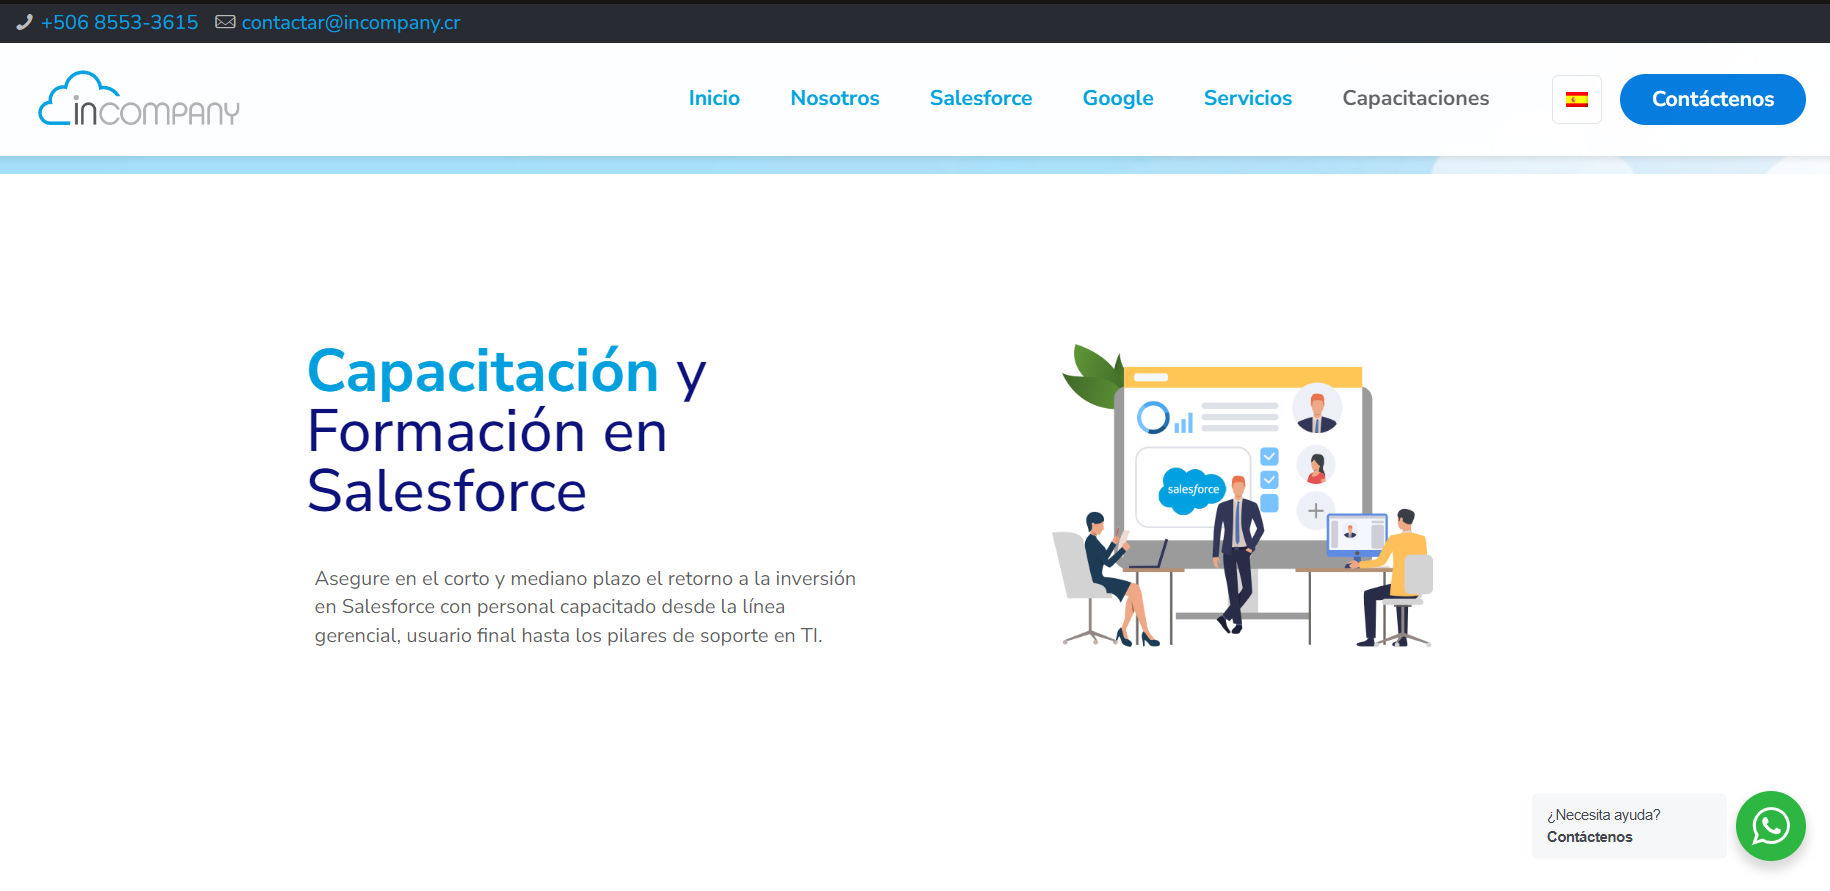 +506 8553-3615 contactar@incompany.cr
inCOMPANY
Inicio Nosotros Salesforce Google Servicios Capacitaciones Contáctenos
Capacitación y
Formación en
Salesforce
salesforce
Asegure en el corto y mediano plazo el retorno a la inversión
en Salesforce con personal capacitado desde la línea
gerencial, usuario final hasta los pilares de soporte en TI.
¿Necesita ayuda?
Contáctenos